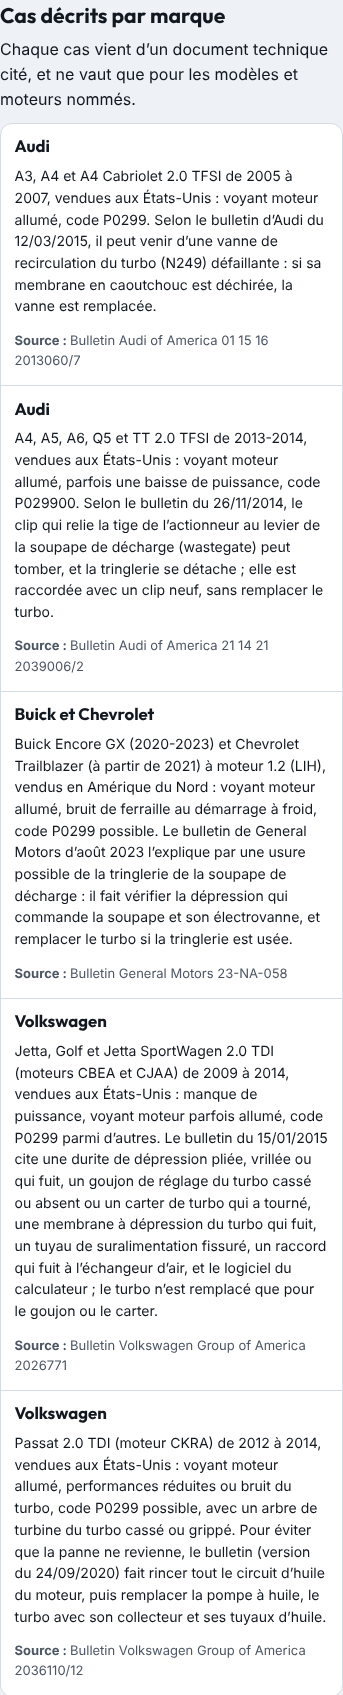 Cas décrits par marque
Chaque cas vient d’un document technique
cité, et ne vaut que pour les modèles et
moteurs nommés.
Audi
A3, A4 et A4 Cabriolet 2.0 TFSI de 2005 à
2007, vendues aux États-Unis : voyant moteur
allumé, code P0299. Selon le bulletin d’Audi du
12/03/2015, il peut venir d’une vanne de
recirculation du turbo (N249) défaillante : si sa
membrane en caoutchouc est déchirée, la
vanne est remplacée.
Source : Bulletin Audi of America 01 15 16
2013060/7
Audi
A4, A5, A6, Q5 et TT 2.0 TFSI de 2013-2014,
vendues aux États-Unis : voyant moteur
allumé, parfois une baisse de puissance, code
P029900. Selon le bulletin du 26/11/2014, le
clip qui relie la tige de l’actionneur au levier de
la soupape de décharge (wastegate) peut
tomber, et la tringlerie se détache ; elle est
raccordée avec un clip neuf, sans remplacer le
turbo.
Source : Bulletin Audi of America 21 14 21
2039006/2
Buick et Chevrolet
Buick Encore GX (2020-2023) et Chevrolet
Trailblazer (à partir de 2021) à moteur 1.2 (LIH),
vendus en Amérique du Nord : voyant moteur
allumé, bruit de ferraille au démarrage à froid,
code P0299 possible. Le bulletin de General
Motors d’août 2023 l’explique par une usure
possible de la tringlerie de la soupape de
décharge : il fait vérifier la dépression qui
commande la soupape et son électrovanne, et
remplacer le turbo si la tringlerie est usée.
Source : Bulletin General Motors 23-NA-058
Volkswagen
Jetta, Golf et Jetta SportWagen 2.0 TDI
(moteurs CBEA et CJAA) de 2009 à 2014,
vendues aux États-Unis : manque de
puissance, voyant moteur parfois allumé, code
P0299 parmi d’autres. Le bulletin du 15/01/2015
cite une durite de dépression pliée, vrillée ou
qui fuit, un goujon de réglage du turbo cassé
ou absent ou un carter de turbo qui a tourné,
une membrane à dépression du turbo qui fuit,
un tuyau de suralimentation fissuré, un raccord
qui fuit à l’échangeur d’air, et le logiciel du
calculateur ; le turbo n’est remplacé que pour
le goujon ou le carter.
Source : Bulletin Volkswagen Group of America
2026771
Volkswagen
Passat 2.0 TDI (moteur CKRA) de 2012 à 2014,
vendues aux États-Unis : voyant moteur
allumé, performances réduites ou bruit du
turbo, code P0299 possible, avec un arbre de
turbine du turbo cassé ou grippé. Pour éviter
que la panne ne revienne, le bulletin (version
du 24/09/2020) fait rincer tout le circuit d’huile
du moteur, puis remplacer la pompe à huile, le
turbo avec son collecteur et ses tuyaux d’huile.
Source : Bulletin Volkswagen Group of America
2036110/12